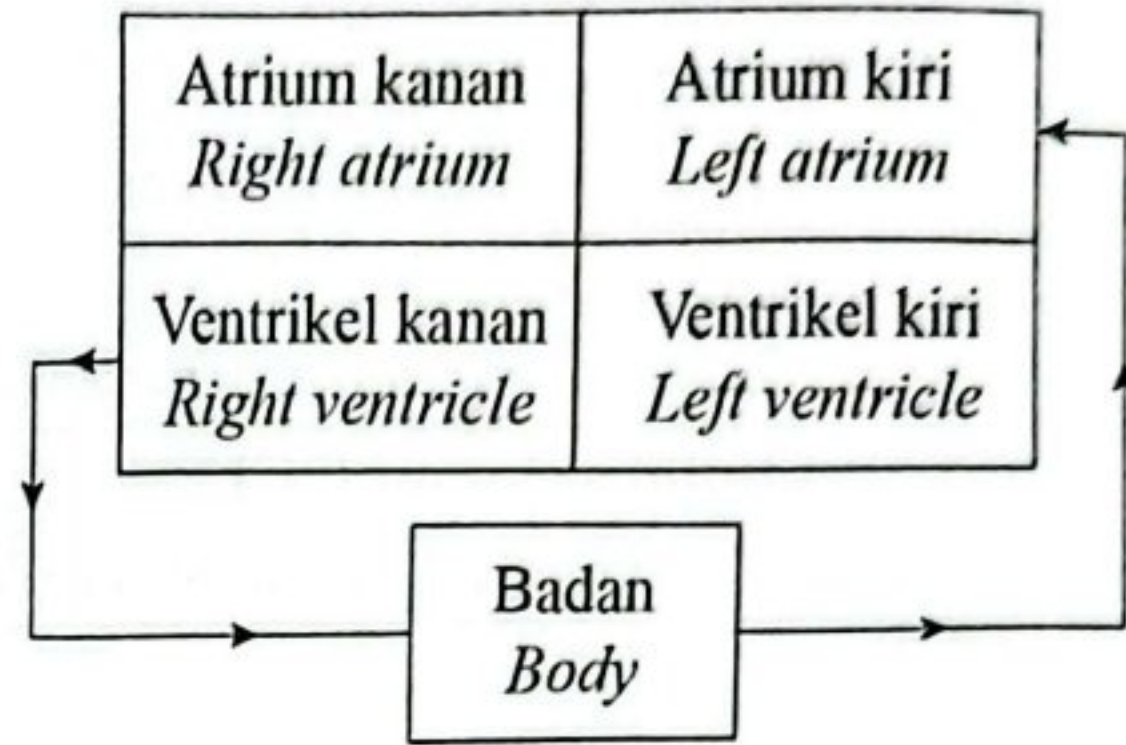 Atrium kanan
Right atrium
Atrium kiri
Left atrium
Ventrikel kanan
Right ventricle
Ventrikel kiri
Left ventricle
Badan
Body